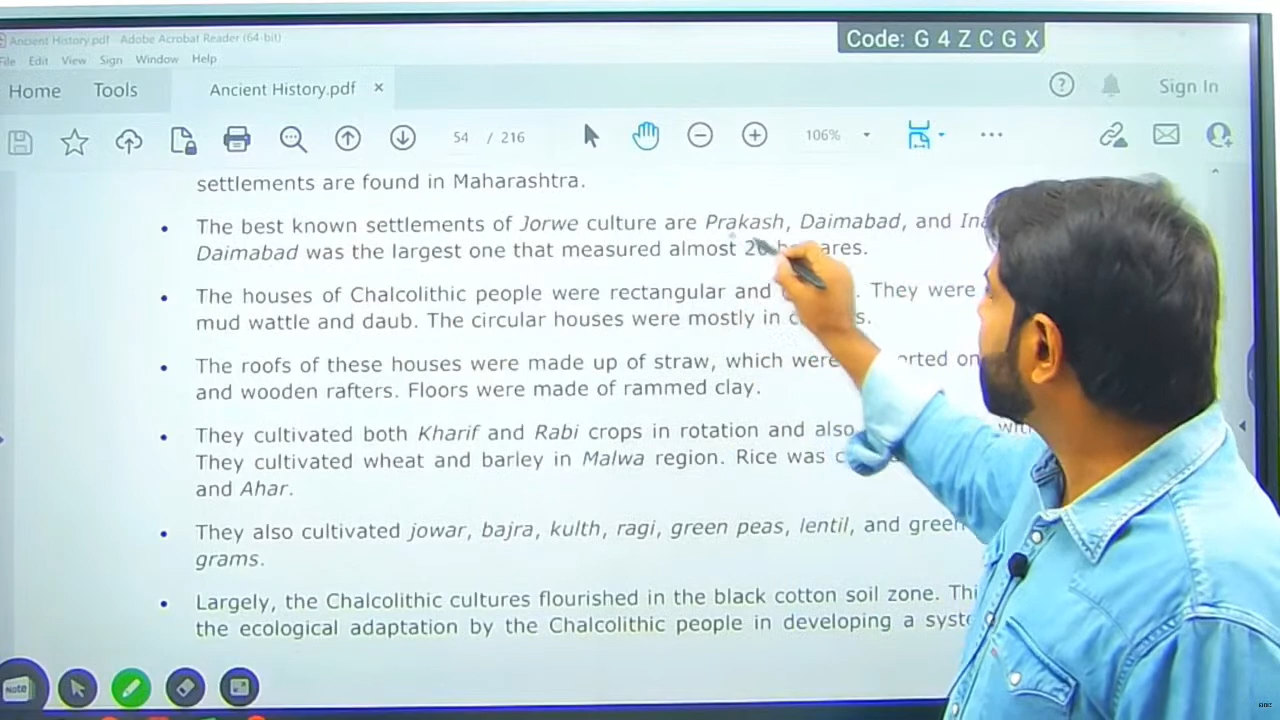 Ancient History.pdf - Adobe Acrobat Reader (64-bit)
Code: G 4 Z C G X
File Edit View Sign Window Help
Home Tools Ancient History.pdf × ? Sign In
54 / 216 106%
settlements are found in Maharashtra.
• The best known settlements of Jorwe culture are Prakash, Daimabad, and
Daimabad was the largest one that measured almost
• The houses of Chalcolithic people were rectangular and They were
mud wattle and daub. The circular houses were mostly in
• The roofs of these houses were made up of straw, which were on
and wooden rafters. Floors were made of rammed clay.
• They cultivated both Kharif and Rabi crops in rotation and also
They cultivated wheat and barley in Malwa region. Rice was
and Ahar.
• They also cultivated jowar, bajra, kulth, ragi, green peas, lentil, and green
grams.
• Largely, the Chalcolithic cultures flourished in the black cotton soil zone.
the ecological adaptation by the Chalcolithic people in developing a
Note